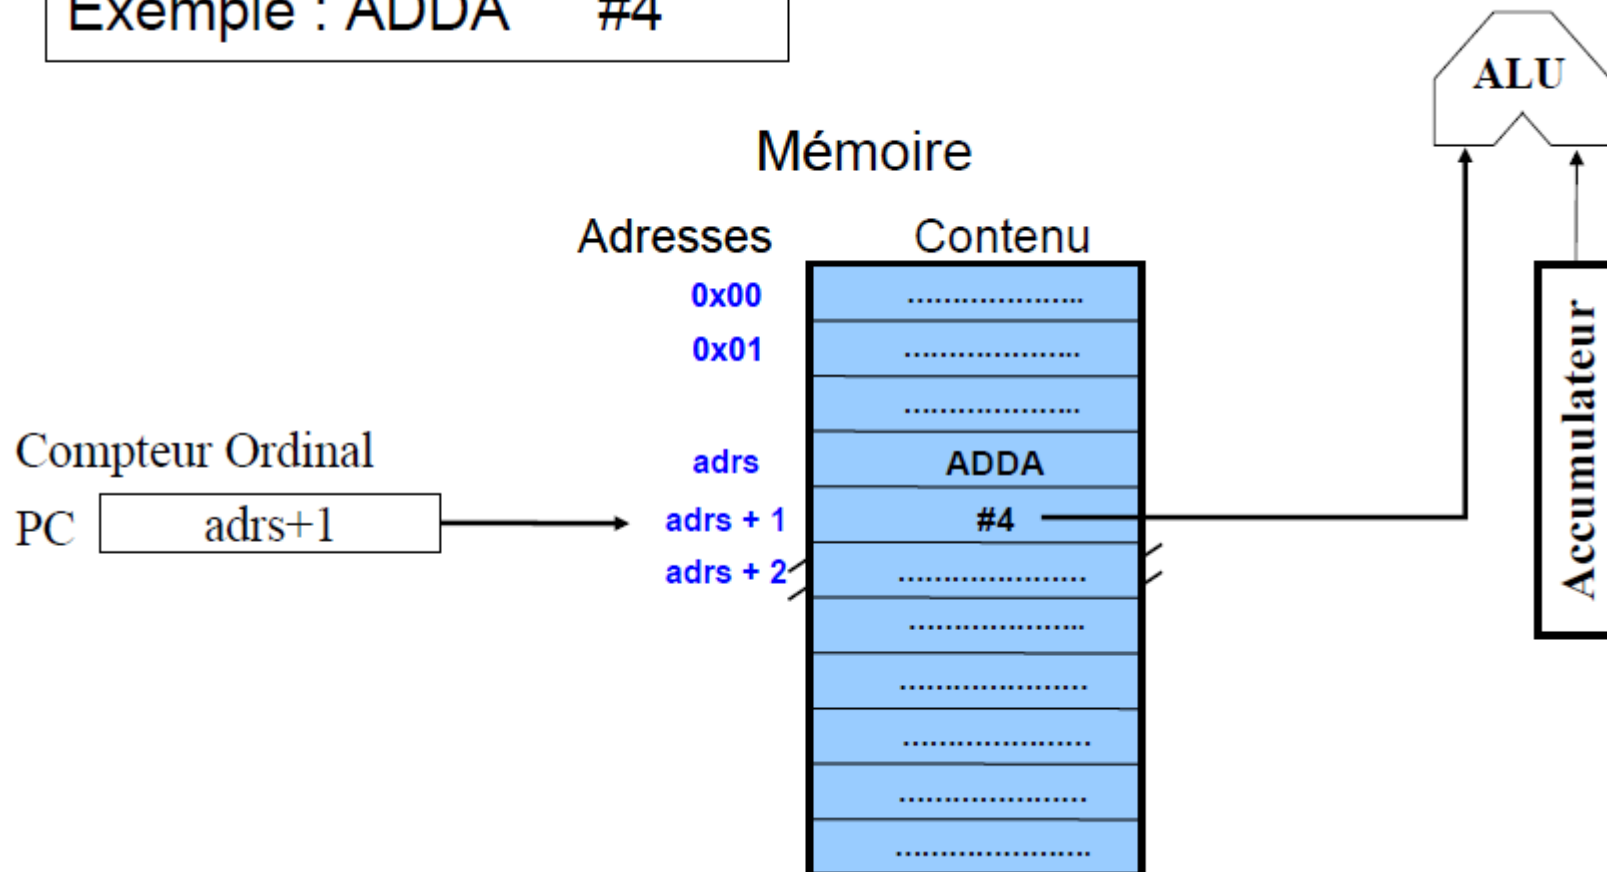 Exemple : ADDA #4
ALU
Mémoire
Adresses Contenu
0x00 ....................
0x01 ....................
....................
Compteur Ordinal
adrs ADDA
PC adrs+1 adrs + 1 #4
adrs + 2 .....................
....................
.....................
.....................
.....................
......................
Accumulateur